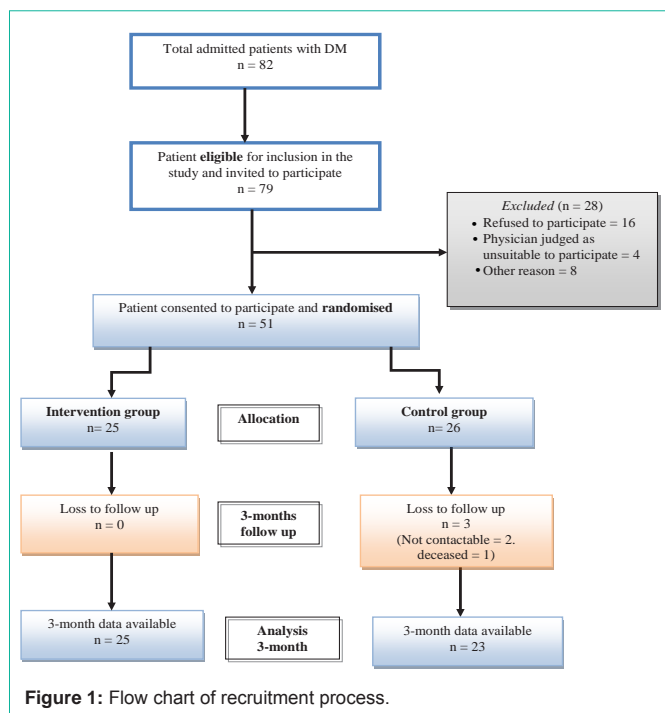 Total admitted patients with DM
n = 82
Patient eligible for inclusion in the
study and invited to participate
n = 79
Excluded (n = 28)
• Refused to participate = 16
• Physician judged as
unsuitable to participate = 4
• Other reason = 8
Patient consented to participate and randomised
n = 51
Intervention group
n= 25
Allocation
Control group
n = 26
Loss to follow up
n = 0
3-months
follow up
Loss to follow up
n = 3
(Not contactable = 2.
deceased = 1)
3-month data available
n = 25
Analysis
3-month
3-month data available
n = 23
Figure 1: Flow chart of recruitment process.